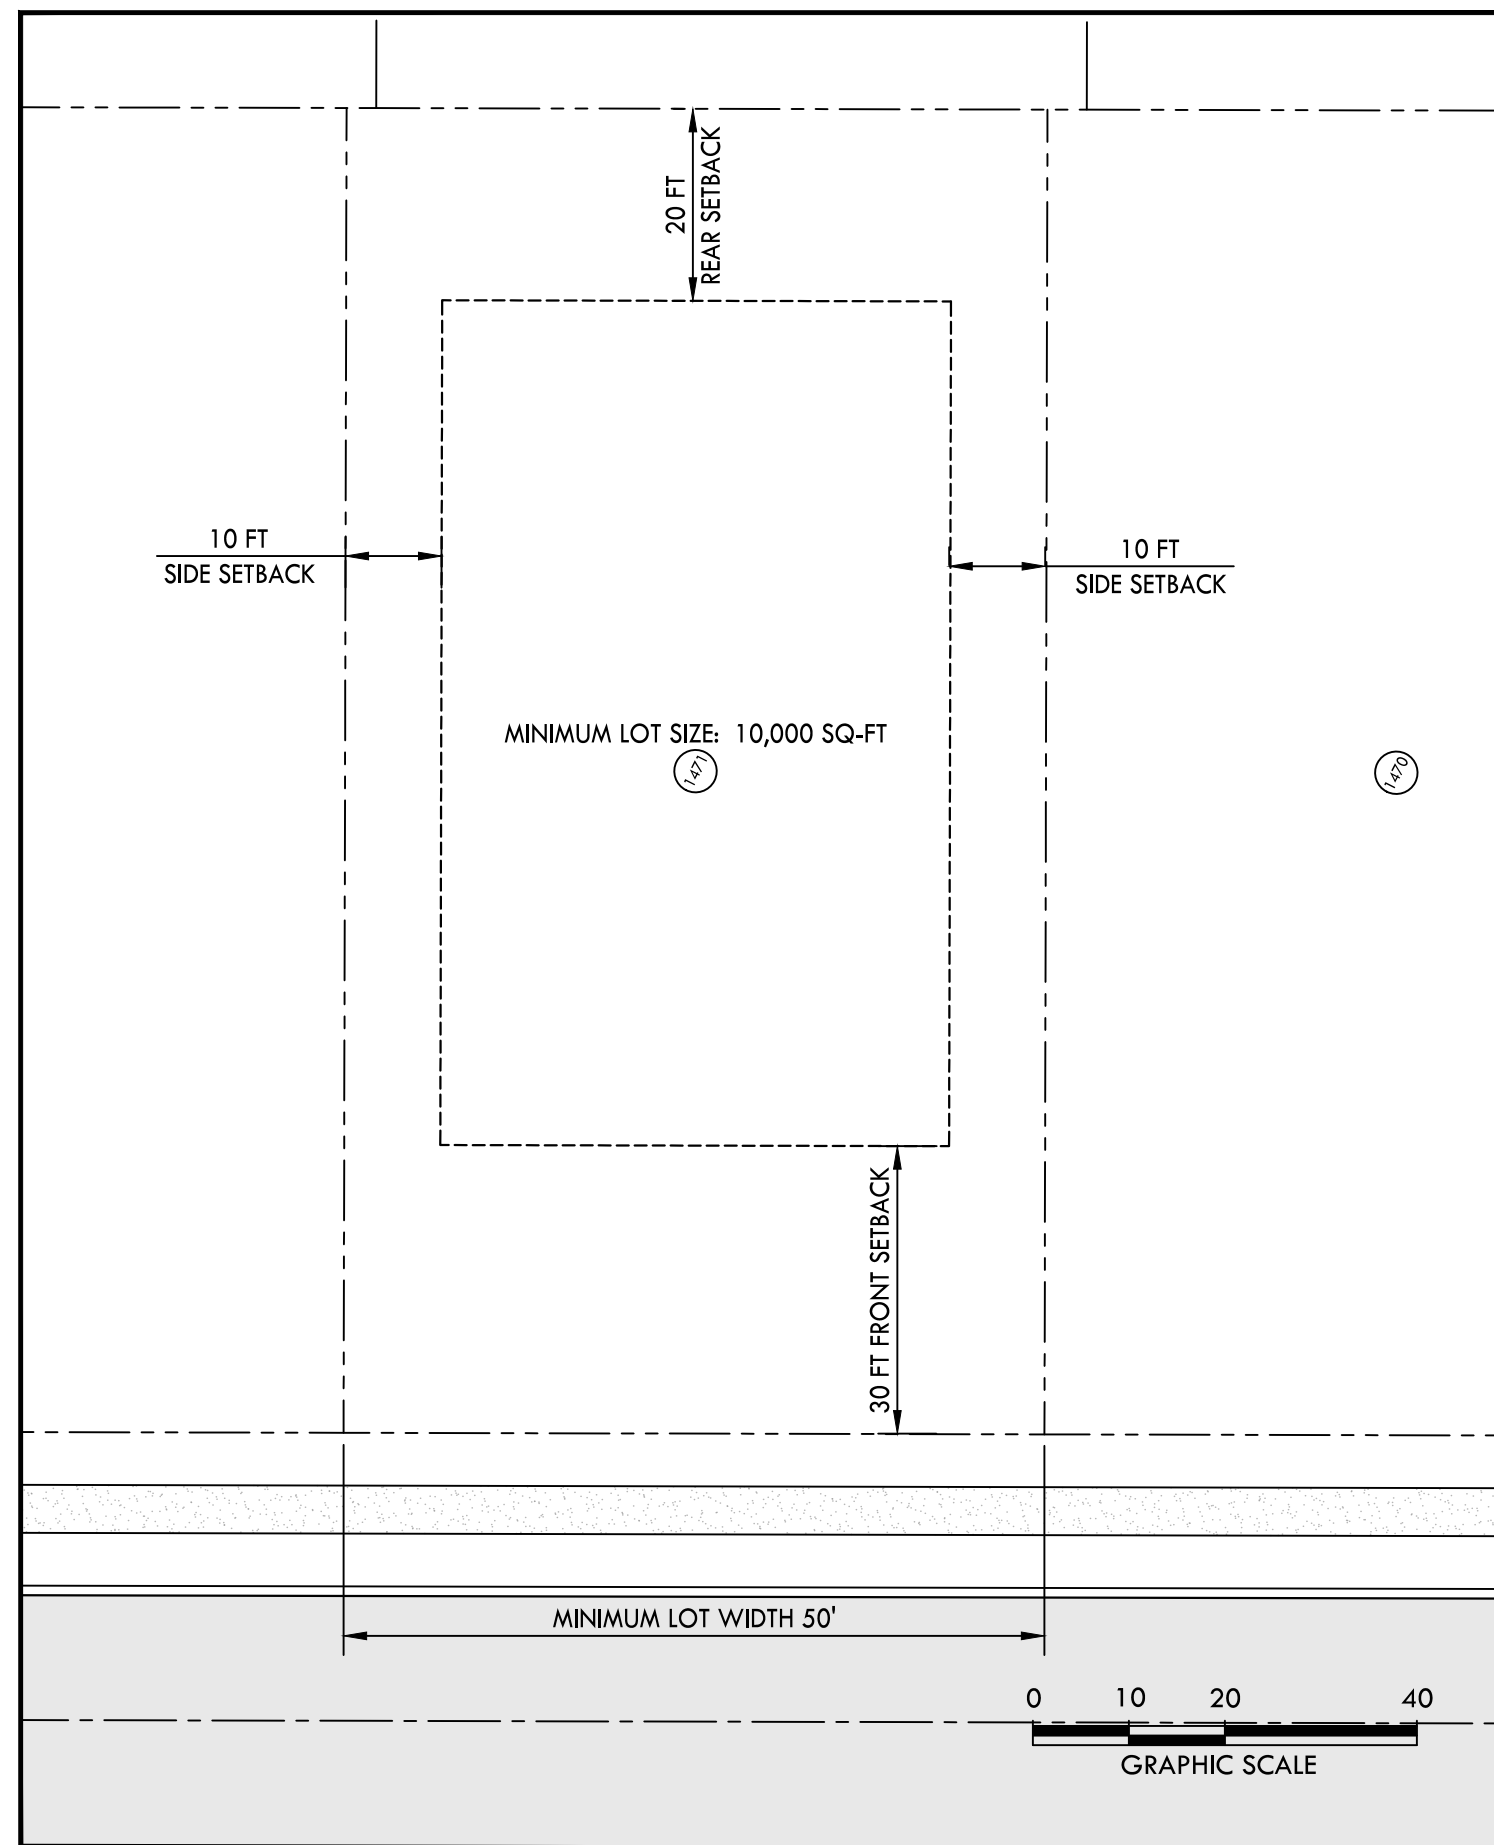 20 FT
REAR SETBACK
10 FT
SIDE SETBACK
10 FT
SIDE SETBACK
MINIMUM LOT SIZE: 10,000 SQ-FT
1471
1470
30 FT FRONT SETBACK
MINIMUM LOT WIDTH 50'
0 10 20 40
GRAPHIC SCALE